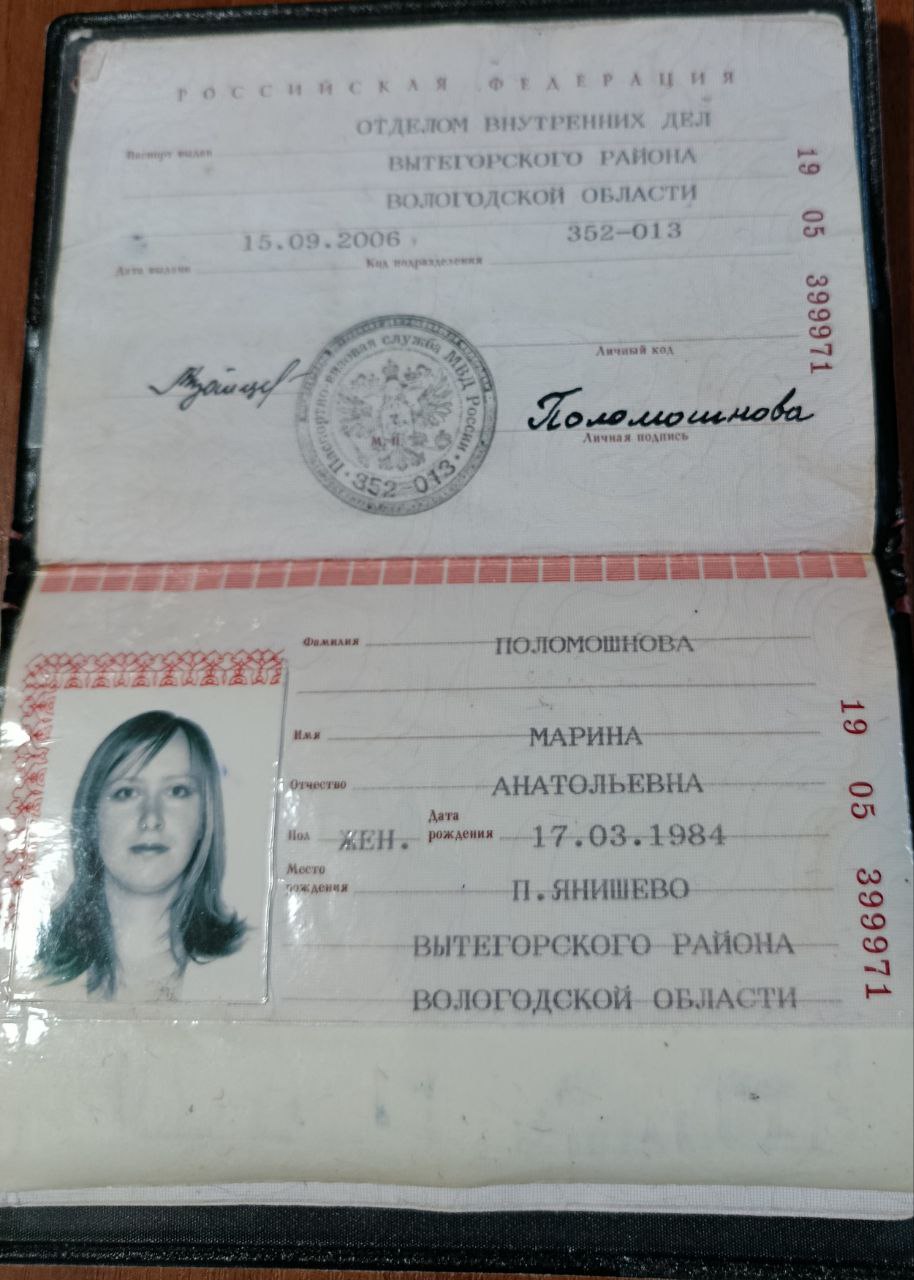 РОССИЙСКАЯ ФЕДЕРАЦИЯ
Паспорт выдан ОТДЕЛОМ ВНУТРЕННИХ ДЕЛ
ВЫТЕГОРСКОГО РАЙОНА
ВОЛОГОДСКОЙ ОБЛАСТИ
15.09.2006 352-013
Дата выдачи Код подразделения
19 05 399971
Личный код
Поломошнова
Личная подпись
Паспортно-визовая служба МВД России
М.П.
352-013
Фамилия ПОЛОМОШНОВА
Имя МАРИНА
Отчество АНАТОЛЬЕВНА
Пол ЖЕН. Дата рождения 17.03.1984
Место рождения П.ЯНИШЕВО
ВЫТЕГОРСКОГО РАЙОНА
ВОЛОГОДСКОЙ ОБЛАСТИ
19 05 399971